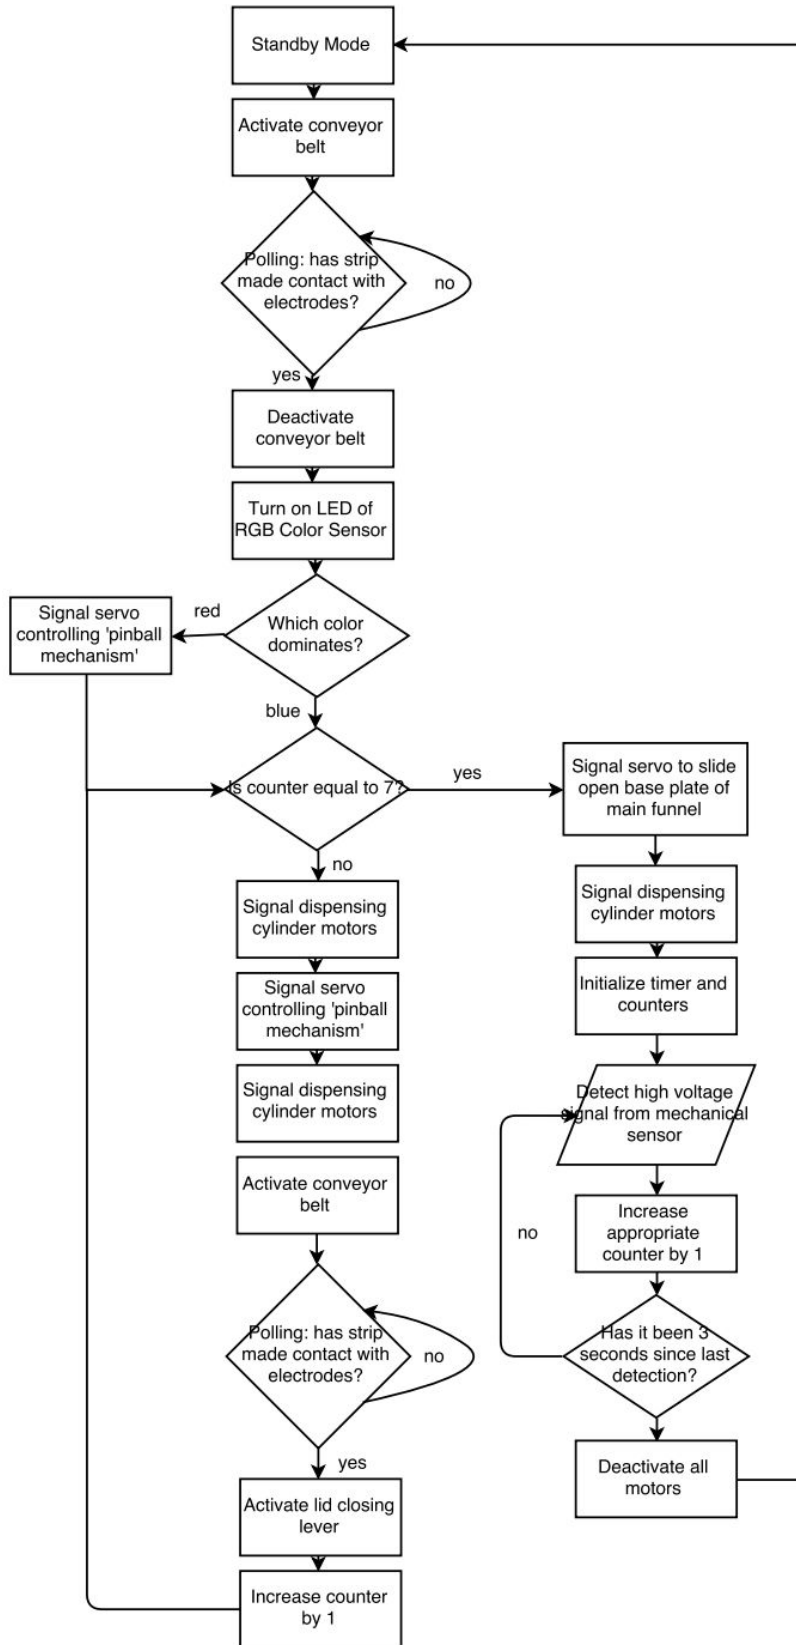 Standby Mode
Activate conveyor
belt
Polling: has strip
made contact with
electrodes?
no
yes
Deactivate
conveyor belt
Turn on LED of
RGB Color Sensor
Which color
dominates?
red
Signal servo
controlling 'pinball
mechanism'
blue
Is counter equal to 7?
yes
Signal servo to slide
open base plate of
main funnel
no
Signal dispensing
cylinder motors
Signal servo
controlling 'pinball
mechanism'
Signal dispensing
cylinder motors
Activate conveyor
belt
Polling: has strip
made contact with
electrodes?
no
yes
Activate lid closing
lever
Increase counter
by 1
Signal dispensing
cylinder motors
Initialize timer and
counters
Detect high voltage
signal from mechanical
sensor
Increase
appropriate
counter by 1
no
Has it been 3
seconds since last
detection?
Deactivate all
motors